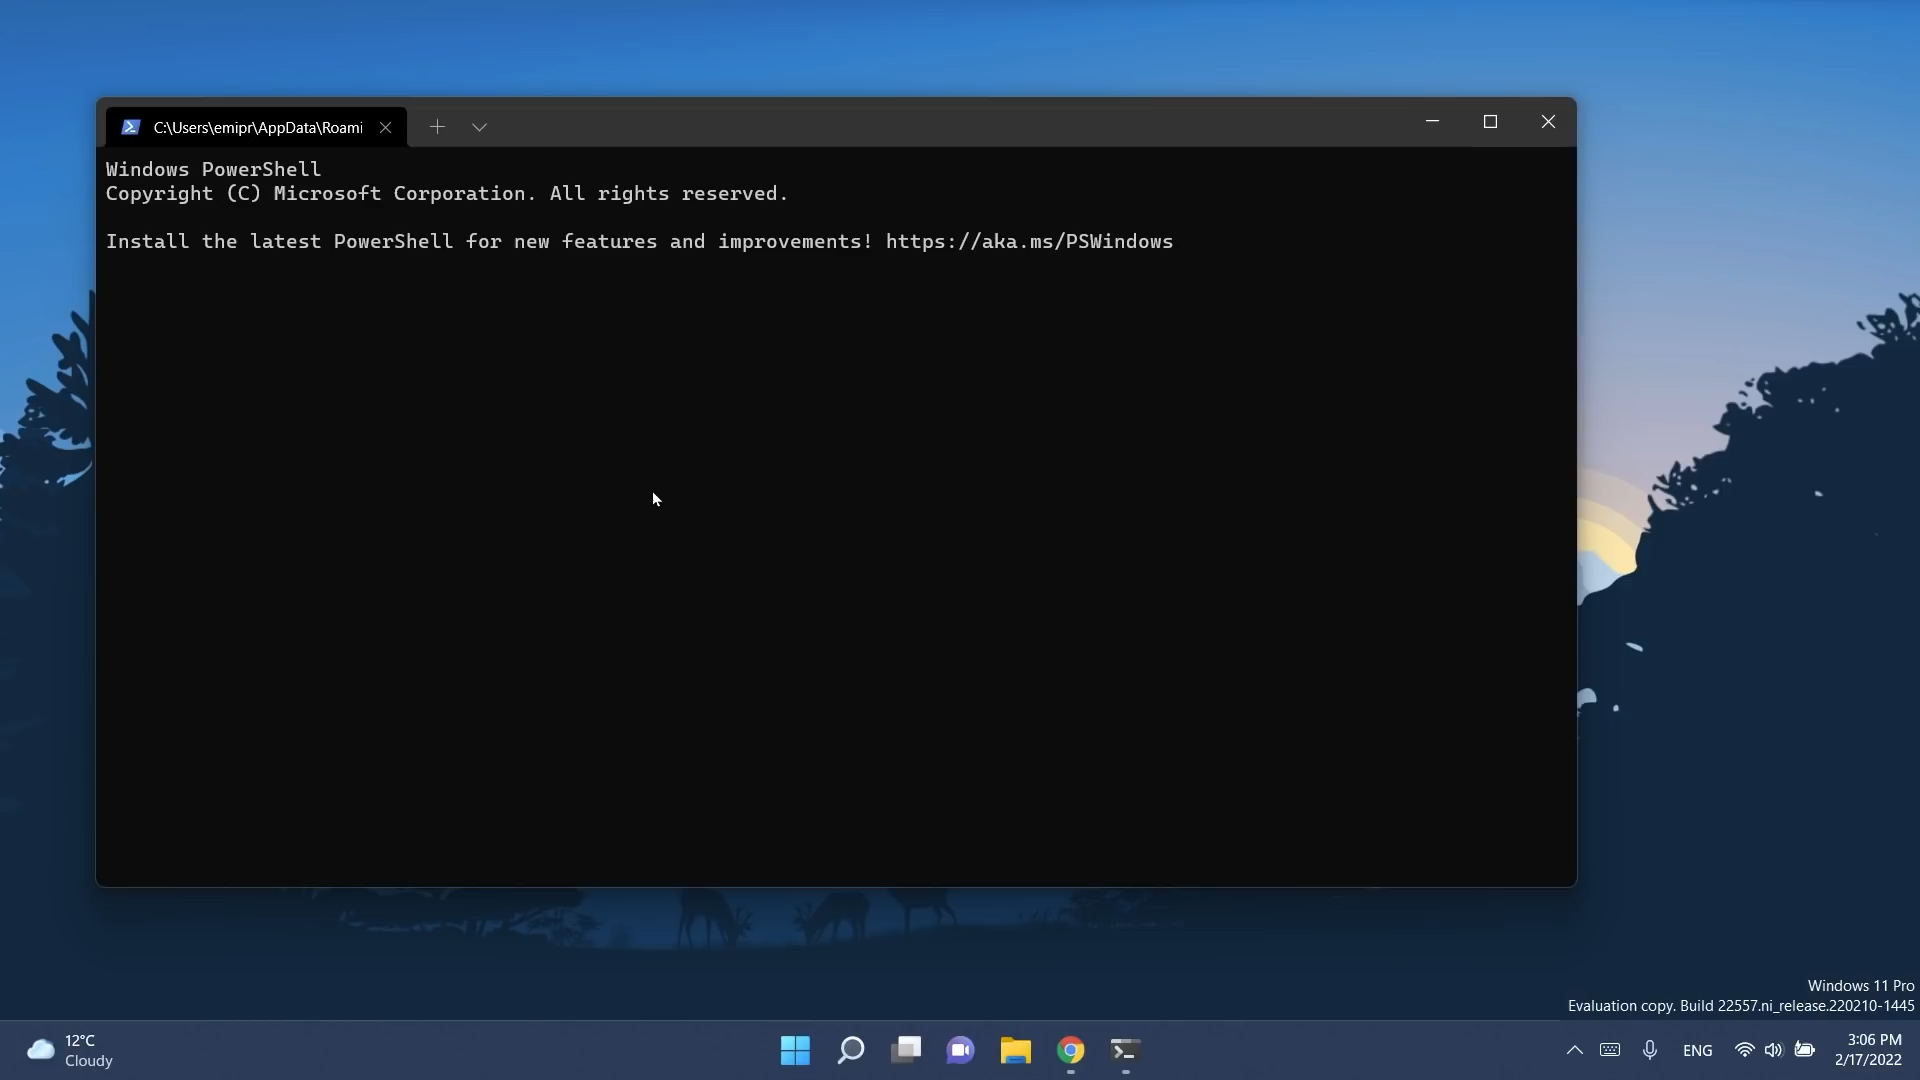 C:\Users\emipr\AppData\Roami
Windows PowerShell
Copyright (C) Microsoft Corporation. All rights reserved.
Install the latest PowerShell for new features and improvements! https://aka.ms/PSWindows
Windows 11 Pro
Evaluation copy. Build 22557.ni_release.220210-1445
12°C
Cloudy
ENG
3:06 PM
2/17/2022